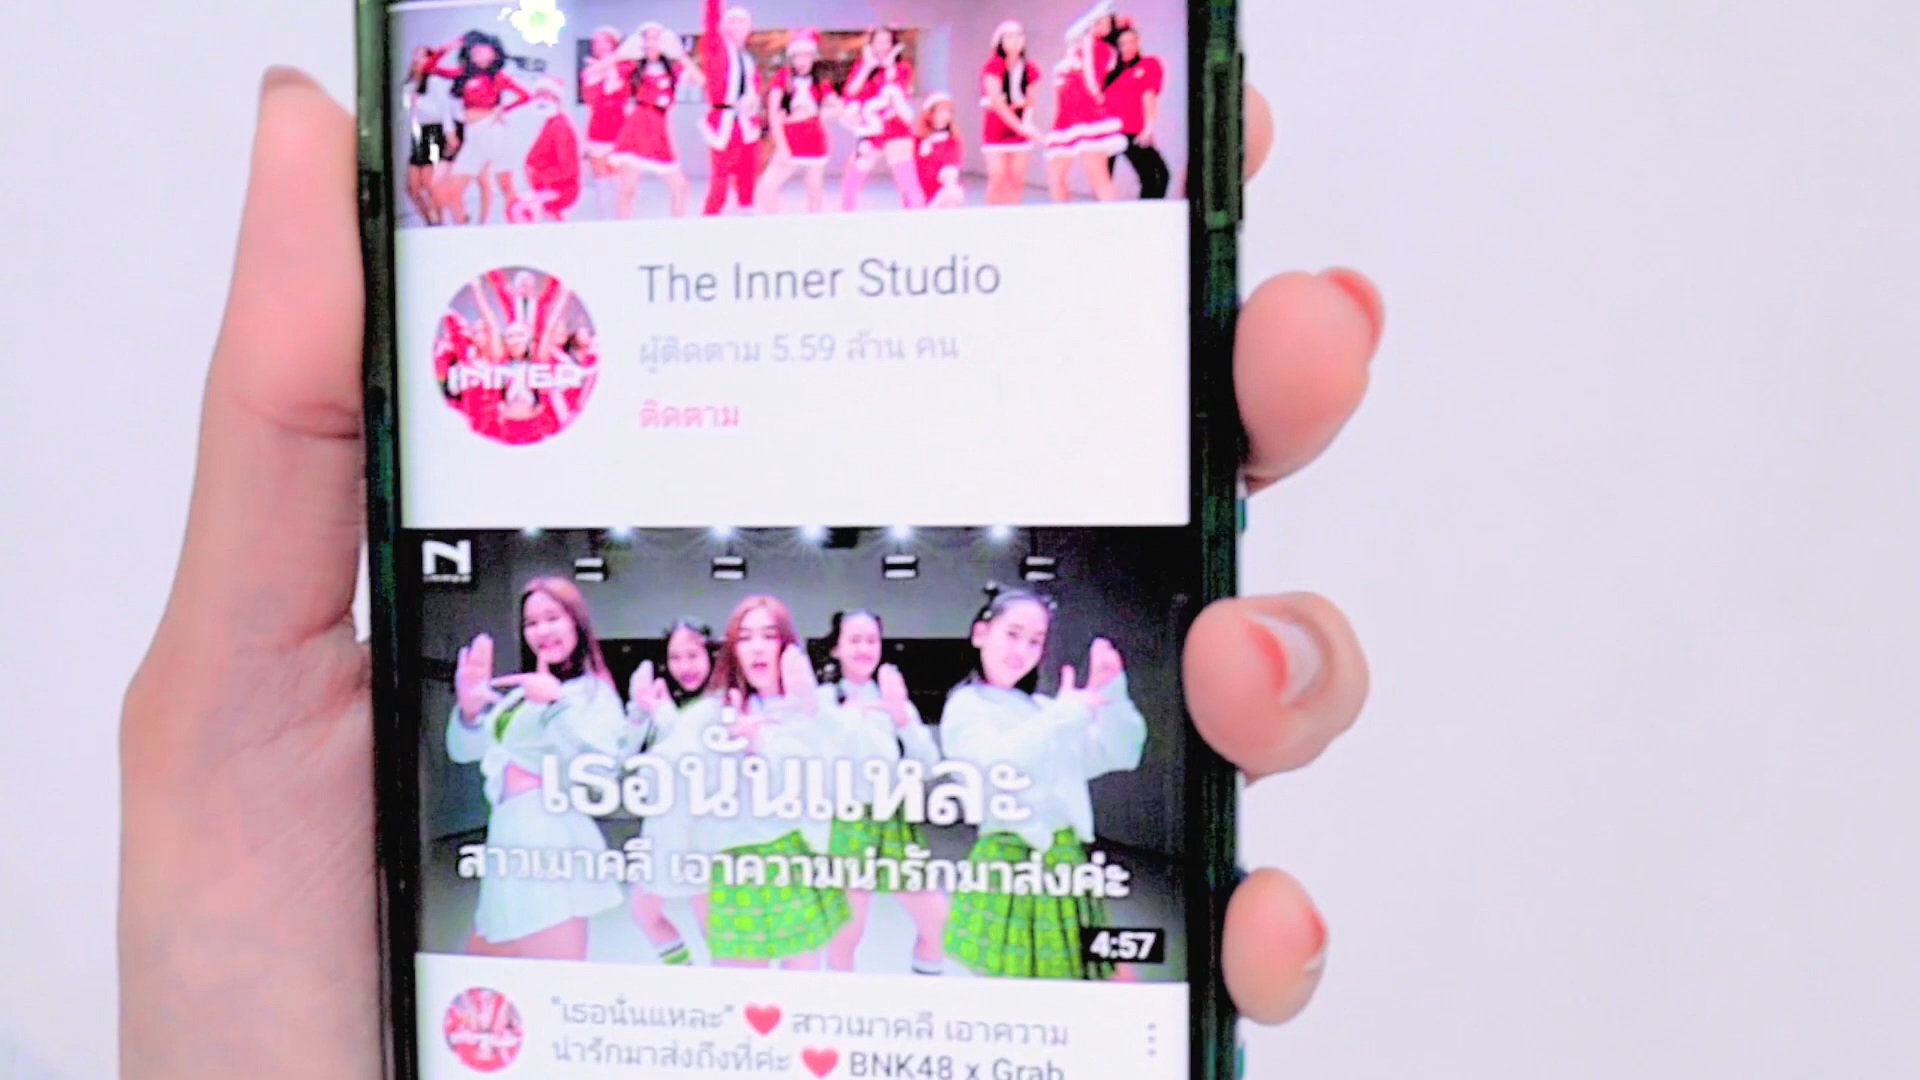 The Inner Studio
ผู้ติดตาม 5.59 ล้าน คน
ติดตาม
INNER
เธอนั่นแหละ
สาวเมาคลี เอาความน่ารักมาส่งค่ะ
4:57
"เธอนั่นแหละ" ❤️ สาวเมาคลี เอาความ
น่ารักมาส่งถึงที่ค่ะ ❤️ BNK48 x Grab